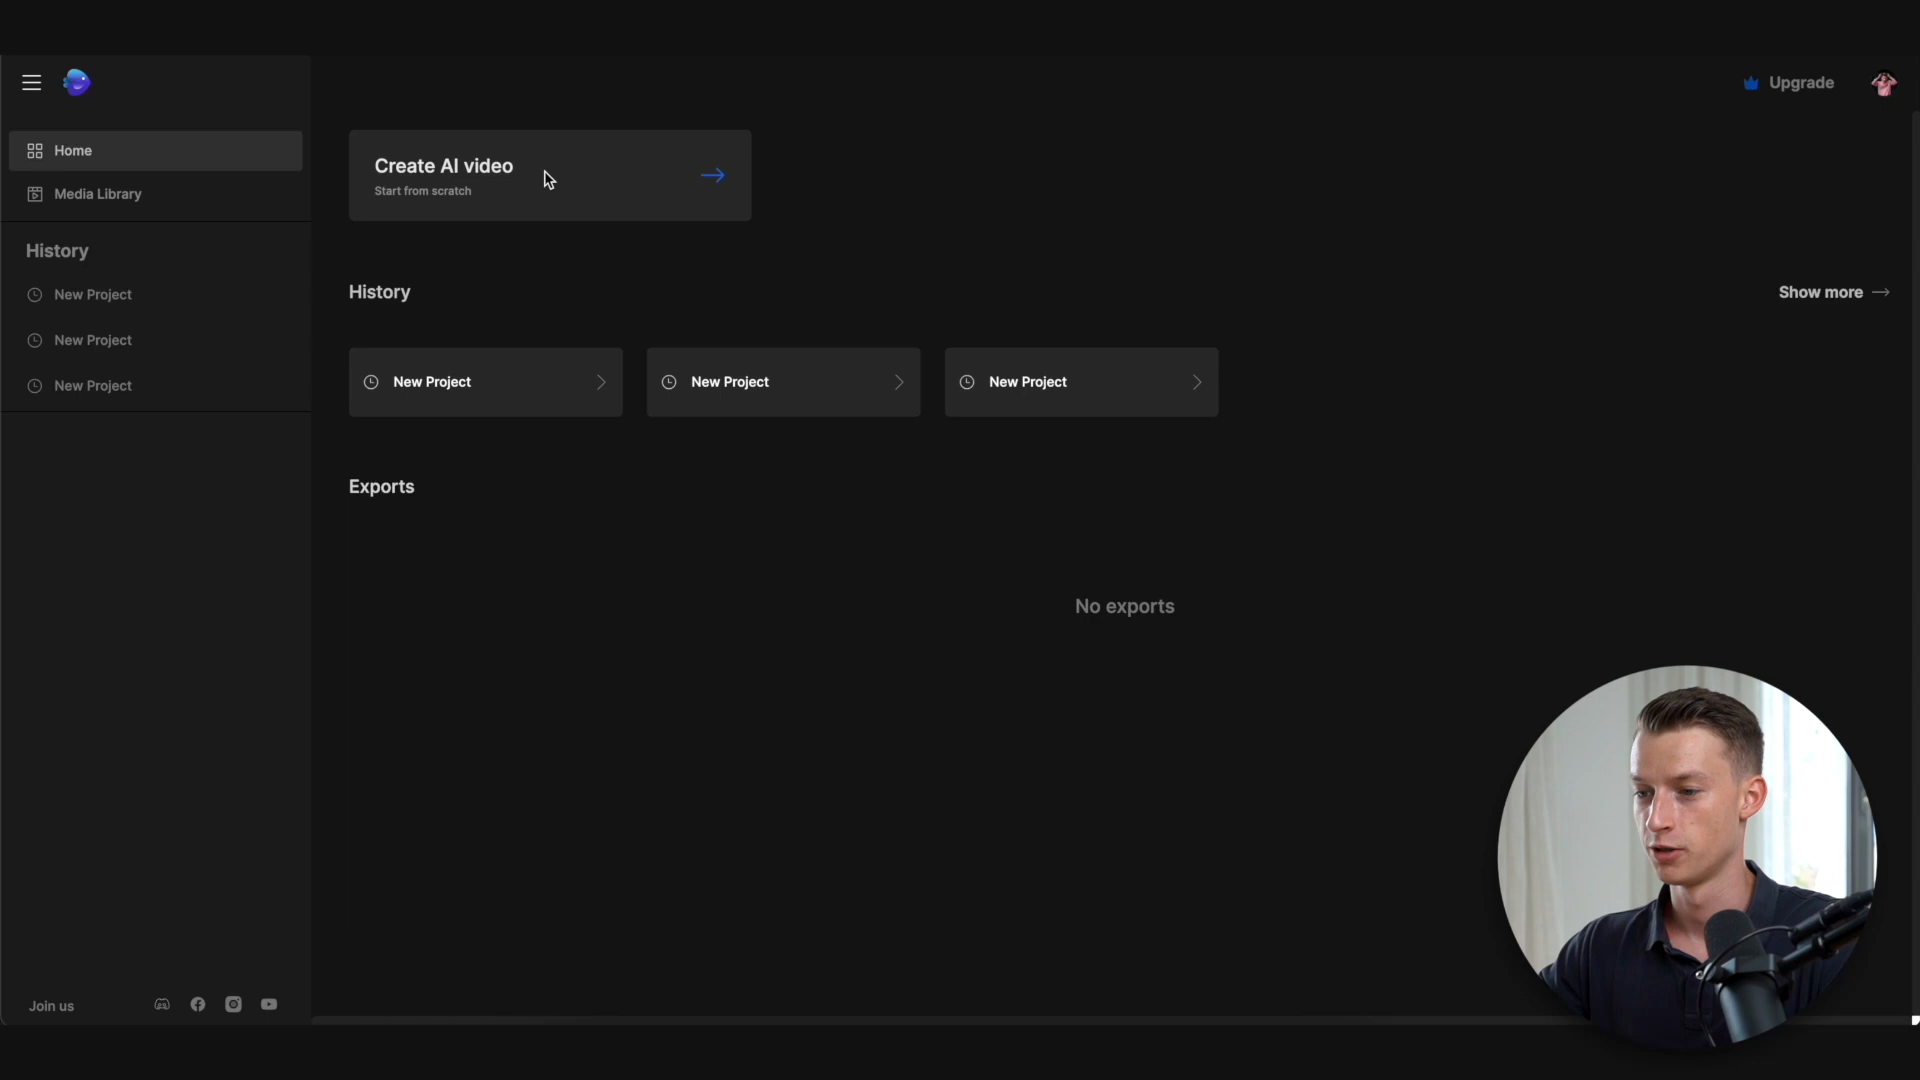 Upgrade
Home
Media Library
History
New Project
New Project
New Project
Join us
Create AI video
Start from scratch
History
Show more
New Project
New Project
New Project
Exports
No exports